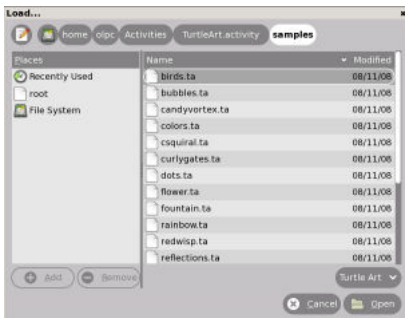 Load...
home olpc Activities TurtleArt.activity samples
Places
Recently Used
root
File System
Name Modified
birds.ta 08/11/08
bubbles.ta 08/11/08
candyvortex.ta 08/11/08
colors.ta 08/11/08
csquiral.ta 08/11/08
curlygates.ta 08/11/08
dots.ta 08/11/08
flower.ta 08/11/08
fountain.ta 08/11/08
rainbow.ta 08/11/08
redwisp.ta 08/11/08
reflections.ta 08/11/08
Add Remove
Turtle Art
Cancel Open